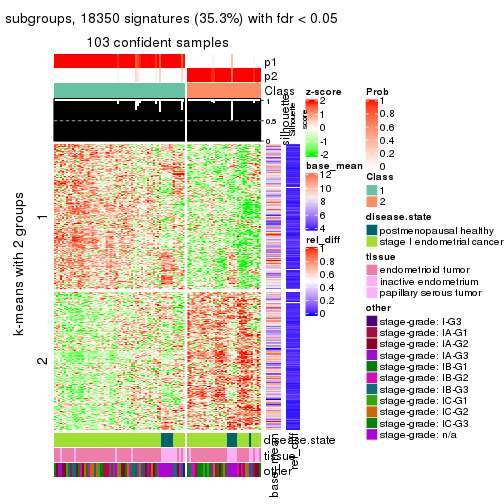 subgroups, 18350 signatures (35.3%) with fdr < 0.05
103 confident samples
p1
p2
Class
1
0.5
0
silhouette
Silhouette
score
k-means with 2 groups
1
2
disease.state
tissue
other
base_mean
rel_diff
z-score
2
1
0
-1
-2
base_mean
12
10
8
6
4
rel_diff
1
0.8
0.6
0.4
0.2
0
Prob
1
0.8
0.6
0.4
0.2
0
Class
1
2
disease.state
postmenopausal healthy
stage I endometrial cancer
tissue
endometrioid tumor
inactive endometrium
papillary serous tumor
other
stage-grade: I-G3
stage-grade: IA-G1
stage-grade: IA-G2
stage-grade: IA-G3
stage-grade: IB-G1
stage-grade: IB-G2
stage-grade: IB-G3
stage-grade: IC-G1
stage-grade: IC-G2
stage-grade: IC-G3
stage-grade: n/a